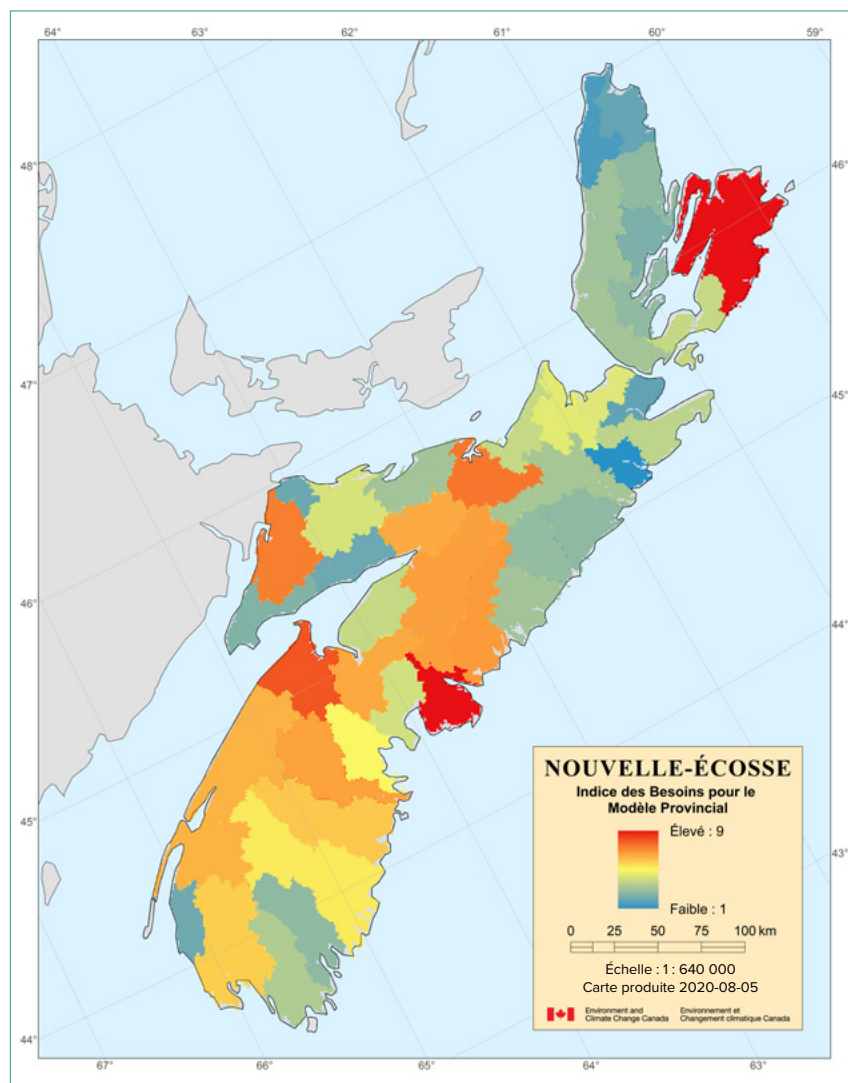 64°
63°
62°
61°
60°
59°
48°
46°
47°
45°
46°
44°
45°
43°
44°
67°
66°
65°
64°
63°
NOUVELLE-ÉCOSSE
Indice des Besoins pour le
Modèle Provincial
Élevé : 9
Faible : 1
0 25 50 75 100 km
Échelle : 1 : 640 000
Carte produite 2020-08-05
Environment and
Climate Change Canada
Environnement et
Changement climatique Canada